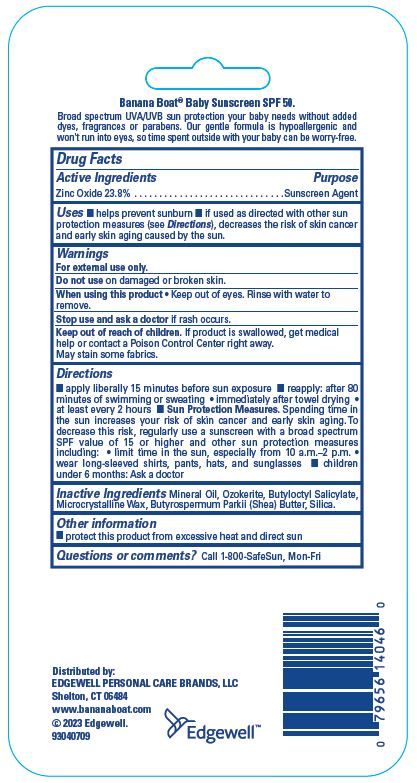 Banana Boat® Baby Sunscreen SPF 50.
Broad spectrum UVA/UVB sun protection your baby needs without added
dyes, fragrances or parabens. Our gentle formula is hypoallergenic and
won't run into eyes, so time spent outside with your baby can be worry-free.
Drug Facts
Active Ingredients Purpose
Zinc Oxide 23.8% . . . . . . . . . . . . . . . . . . . . . . . . . . . . Sunscreen Agent
Uses ■ helps prevent sunburn ■ if used as directed with other sun
protection measures (see Directions), decreases the risk of skin cancer
and early skin aging caused by the sun.
Warnings
For external use only.
Do not use on damaged or broken skin.
When using this product • Keep out of eyes. Rinse with water to
remove.
Stop use and ask a doctor if rash occurs.
Keep out of reach of children. If product is swallowed, get medical
help or contact a Poison Control Center right away.
May stain some fabrics.
Directions
■ apply liberally 15 minutes before sun exposure ■ reapply: after 80
minutes of swimming or sweating • immediately after towel drying •
at least every 2 hours ■ Sun Protection Measures. Spending time in
the sun increases your risk of skin cancer and early skin aging. To
decrease this risk, regularly use a sunscreen with a broad spectrum
SPF value of 15 or higher and other sun protection measures
including: • limit time in the sun, especially from 10 a.m.–2 p.m. •
wear long-sleeved shirts, pants, hats, and sunglasses ■ children
under 6 months: Ask a doctor
Inactive Ingredients Mineral Oil, Ozokerite, Butyloctyl Salicylate,
Microcrystalline Wax, Butyrospermum Parkii (Shea) Butter, Silica.
Other information
■ protect this product from excessive heat and direct sun
Questions or comments? Call 1-800-SafeSun, Mon-Fri
Distributed by:
EDGEWELL PERSONAL CARE BRANDS, LLC
Shelton, CT 06484
www.bananaboat.com
© 2023 Edgewell.
93040709
Edgewell™
0 79656 14046 0